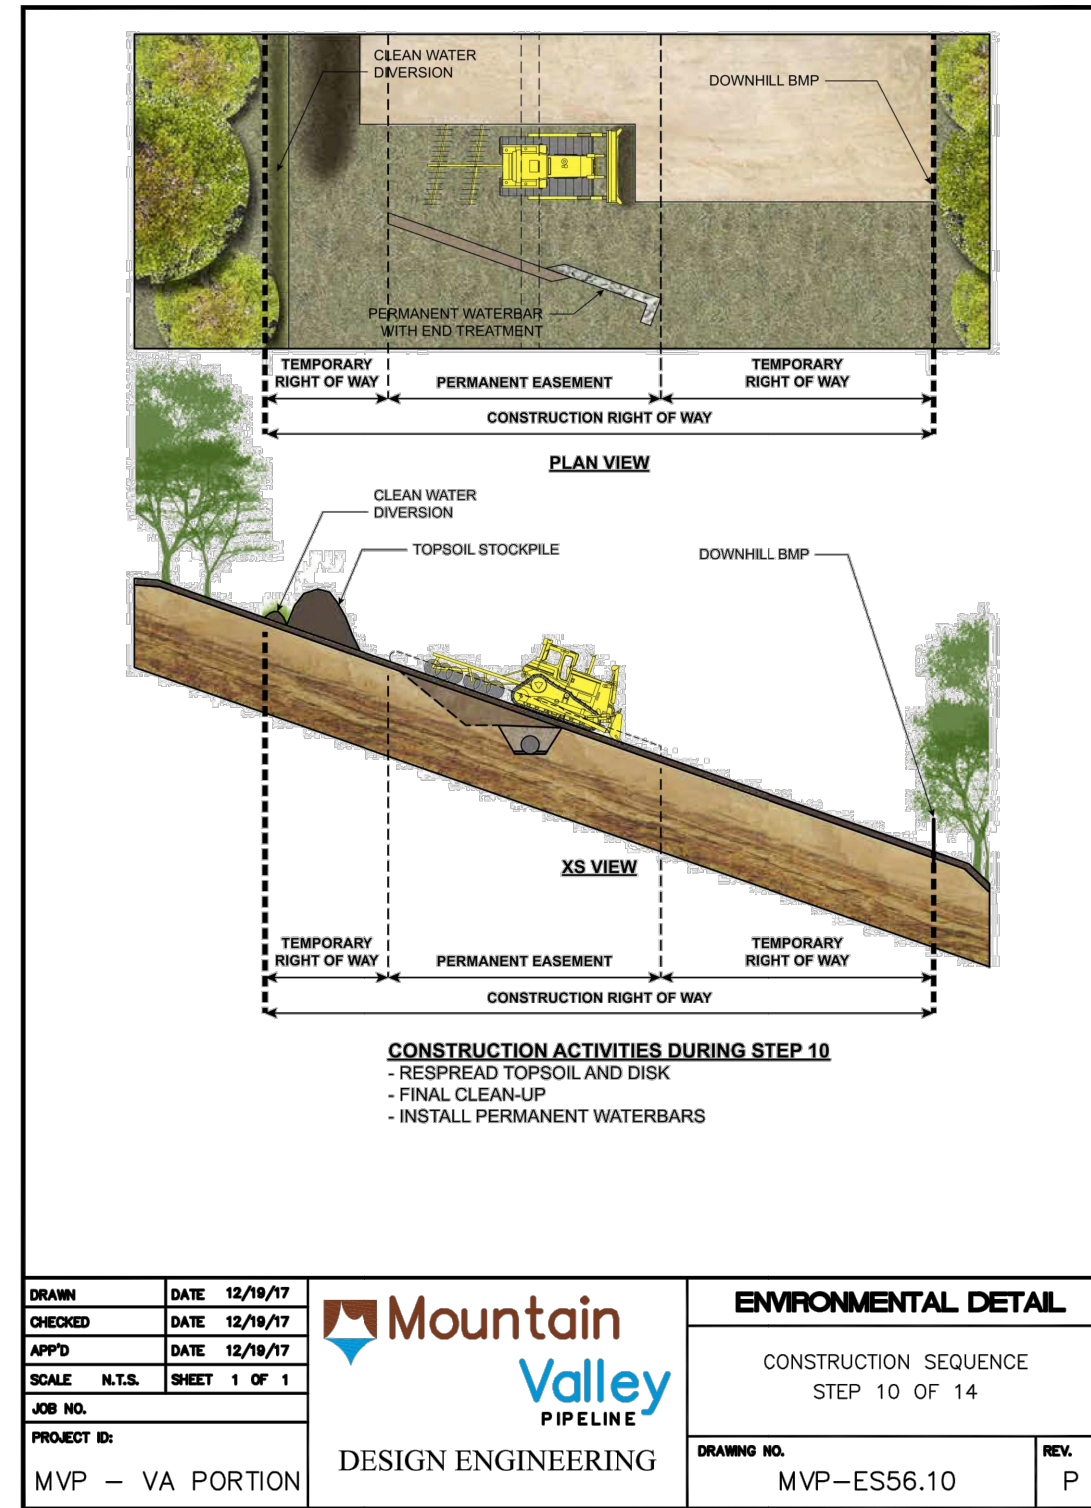 CLEAN WATER
DIVERSION
DOWNHILL BMP
PERMANENT WATERBAR
WITH END TREATMENT
TEMPORARY
RIGHT OF WAY
PERMANENT EASEMENT
TEMPORARY
RIGHT OF WAY
CONSTRUCTION RIGHT OF WAY
PLAN VIEW
CLEAN WATER
DIVERSION
TOPSOIL STOCKPILE
DOWNHILL BMP
XS VIEW
TEMPORARY
RIGHT OF WAY
PERMANENT EASEMENT
TEMPORARY
RIGHT OF WAY
CONSTRUCTION RIGHT OF WAY
CONSTRUCTION ACTIVITIES DURING STEP 10
- RESPREAD TOPSOIL AND DISK
- FINAL CLEAN-UP
- INSTALL PERMANENT WATERBARS
DRAWN DATE 12/19/17
CHECKED DATE 12/19/17
APP'D DATE 12/19/17
SCALE N.T.S. SHEET 1 OF 1
JOB NO.
PROJECT ID:
MVP - VA PORTION
Mountain
Valley
PIPELINE
DESIGN ENGINEERING
ENVIRONMENTAL DETAIL
CONSTRUCTION SEQUENCE
STEP 10 OF 14
DRAWING NO.
MVP-ES56.10
REV.
P